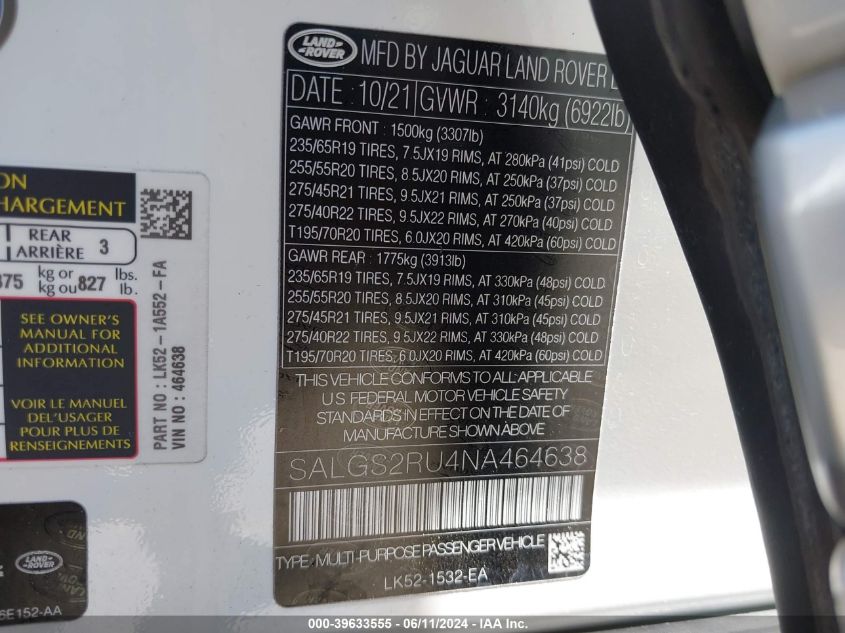 LAND
ROVER
MFD BY JAGUAR LAND ROVER
DATE : 10/21 GVWR : 3140kg (6922lb)
GAWR FRONT : 1500kg (3307lb)
235/65R19 TIRES, 7.5JX19 RIMS, AT 280kPa (41psi) COLD
255/55R20 TIRES, 8.5JX20 RIMS, AT 250kPa (37psi) COLD
275/45R21 TIRES, 9.5JX21 RIMS, AT 250kPa (37psi) COLD
275/40R22 TIRES, 9.5JX22 RIMS, AT 270kPa (40psi) COLD
T195/70R20 TIRES, 6.0JX20 RIMS, AT 420kPa (60psi) COLD
GAWR REAR : 1775kg (3913lb)
235/65R19 TIRES, 7.5JX19 RIMS, AT 330kPa (48psi) COLD
255/55R20 TIRES, 8.5JX20 RIMS, AT 310kPa (45psi) COLD
275/45R21 TIRES, 9.5JX21 RIMS, AT 310kPa (45psi) COLD
275/40R22 TIRES, 9.5JX22 RIMS, AT 330kPa (48psi) COLD
T195/70R20 TIRES, 6.0JX20 RIMS, AT 420kPa (60psi) COLD
THIS VEHICLE CONFORMS TO ALL APPLICABLE
U.S. FEDERAL MOTOR VEHICLE SAFETY
STANDARDS IN EFFECT ON THE DATE OF
MANUFACTURE SHOWN ABOVE
SALGS2RU4NA464638
TYPE : MULTI-PURPOSE PASSENGER VEHICLE
LK52-1532-EA
ON
HARGEMENT
REAR
ARRIÈRE 3
375 kg or kg ou 827 lbs. lb.
SEE OWNER'S
MANUAL FOR
ADDITIONAL
INFORMATION
VOIR LE MANUEL
DEL'USAGER
POUR PLUS DE
RENSEIGNEMENTS
PART NO : LK52-1A552-FA
VIN NO : 464638
LAND
ROVER
6E152-AA
000-39633555 - 06/11/2024 - IAA Inc.